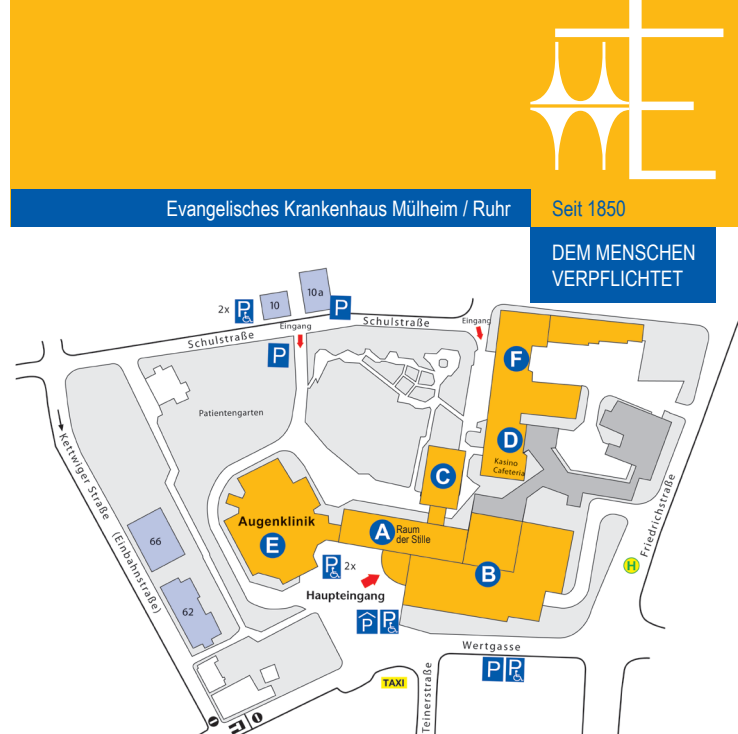 Evangelisches Krankenhaus Mülheim / Ruhr
Seit 1850
DEM MENSCHEN
VERPFLICHTET
2x
P
10
10a
P
Eingang
Schulstraße
Schulstraße
Eingang
P
F
Patientengarten
D
Kasino
Cafeteria
C
Kettwiger Straße
(Einbahnstraße)
Augenklinik
E
A
Raum
der Stille
B
66
62
P
2x
Haupteingang
P
P
Friedrichstraße
H
Wertgasse
P
P
TAXI
Teinerstraße